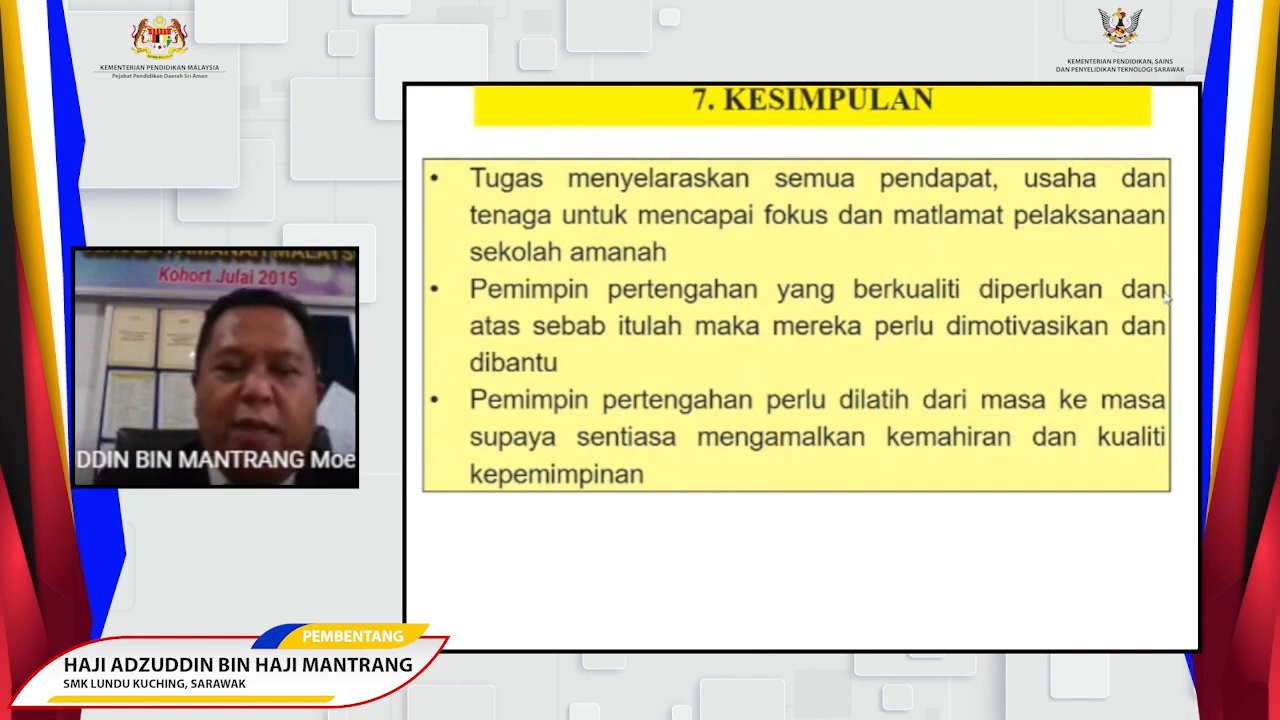 KEMENTERIAN PENDIDIKAN MALAYSIA
Pejabat Pendidikan Daerah Sri Aman
KEMENTERIAN PENDIDIKAN, SAINS
DAN PENYELIDIKAN TEKNOLOGI SARAWAK
7. KESIMPULAN
• Tugas menyelaraskan semua pendapat, usaha dan
tenaga untuk mencapai fokus dan matlamat pelaksanaan
sekolah amanah
• Pemimpin pertengahan yang berkualiti diperlukan dan
atas sebab itulah maka mereka perlu dimotivasikan dan
dibantu
• Pemimpin pertengahan perlu dilatih dari masa ke masa
supaya sentiasa mengamalkan kemahiran dan kualiti
kepemimpinan
Kohort Julai 2015
DDIN BIN MANTRANG Moe
PEMBENTANG
HAJI ADZUDDIN BIN HAJI MANTRANG
SMK LUNDU KUCHING, SARAWAK